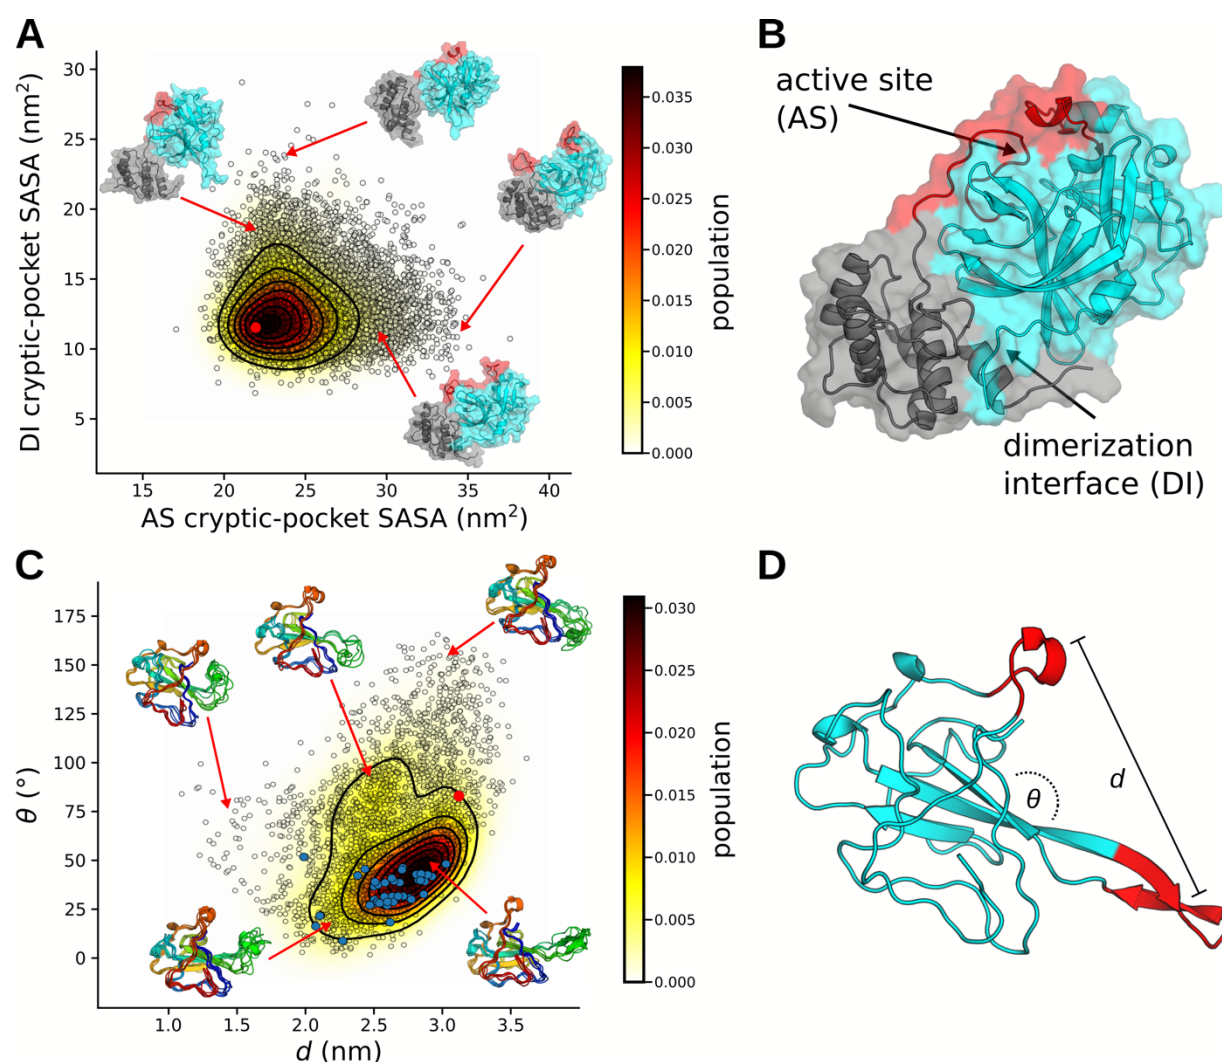 A
DI cryptic-pocket SASA (nm²)
30
25
20
15
10
5
15 20 25 30 35 40
AS cryptic-pocket SASA (nm²)
0.035
0.030
0.025
0.020
0.015
0.010
0.005
0.000
population
B
active site
(AS)
dimerization
interface (DI)
C
θ (°)
175
150
125
100
75
50
25
0
1.0 1.5 2.0 2.5 3.0 3.5
d (nm)
0.030
0.025
0.020
0.015
0.010
0.005
0.000
population
D
θ
d